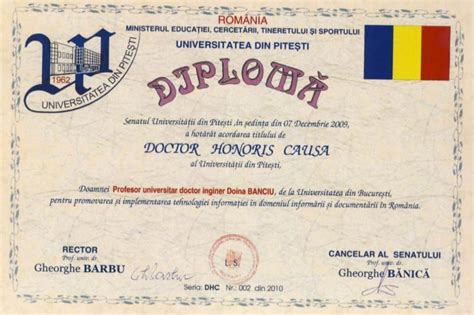 ROMÂNIA
MINISTERUL EDUCAȚIEI, CERCETĂRII, TINERETULUI ȘI SPORTULUI
UNIVERSITATEA DIN PITEȘTI
1962
UNIVERSITATEA DIN PITEȘTI
DIPLOMĂ
Senatul Universității din Pitești, în ședința din 07 Decembrie 2009,
a hotărât acordarea titlului de
DOCTOR HONORIS CAUSA
al Universității din Pitești,
Doamnei Profesor universitar doctor inginer Doina BANCIU, de la Universitatea din București,
pentru promovarea și implementarea tehnologiei informației în domeniul informării și documentării în România.
RECTOR
Prof. univ. dr.
Gheorghe BARBU
L.S.
CANCELAR AL SENATULUI
Prof. univ. dr.
Gheorghe BĂNICĂ
Seria: DHC Nr.: 002 din 2010